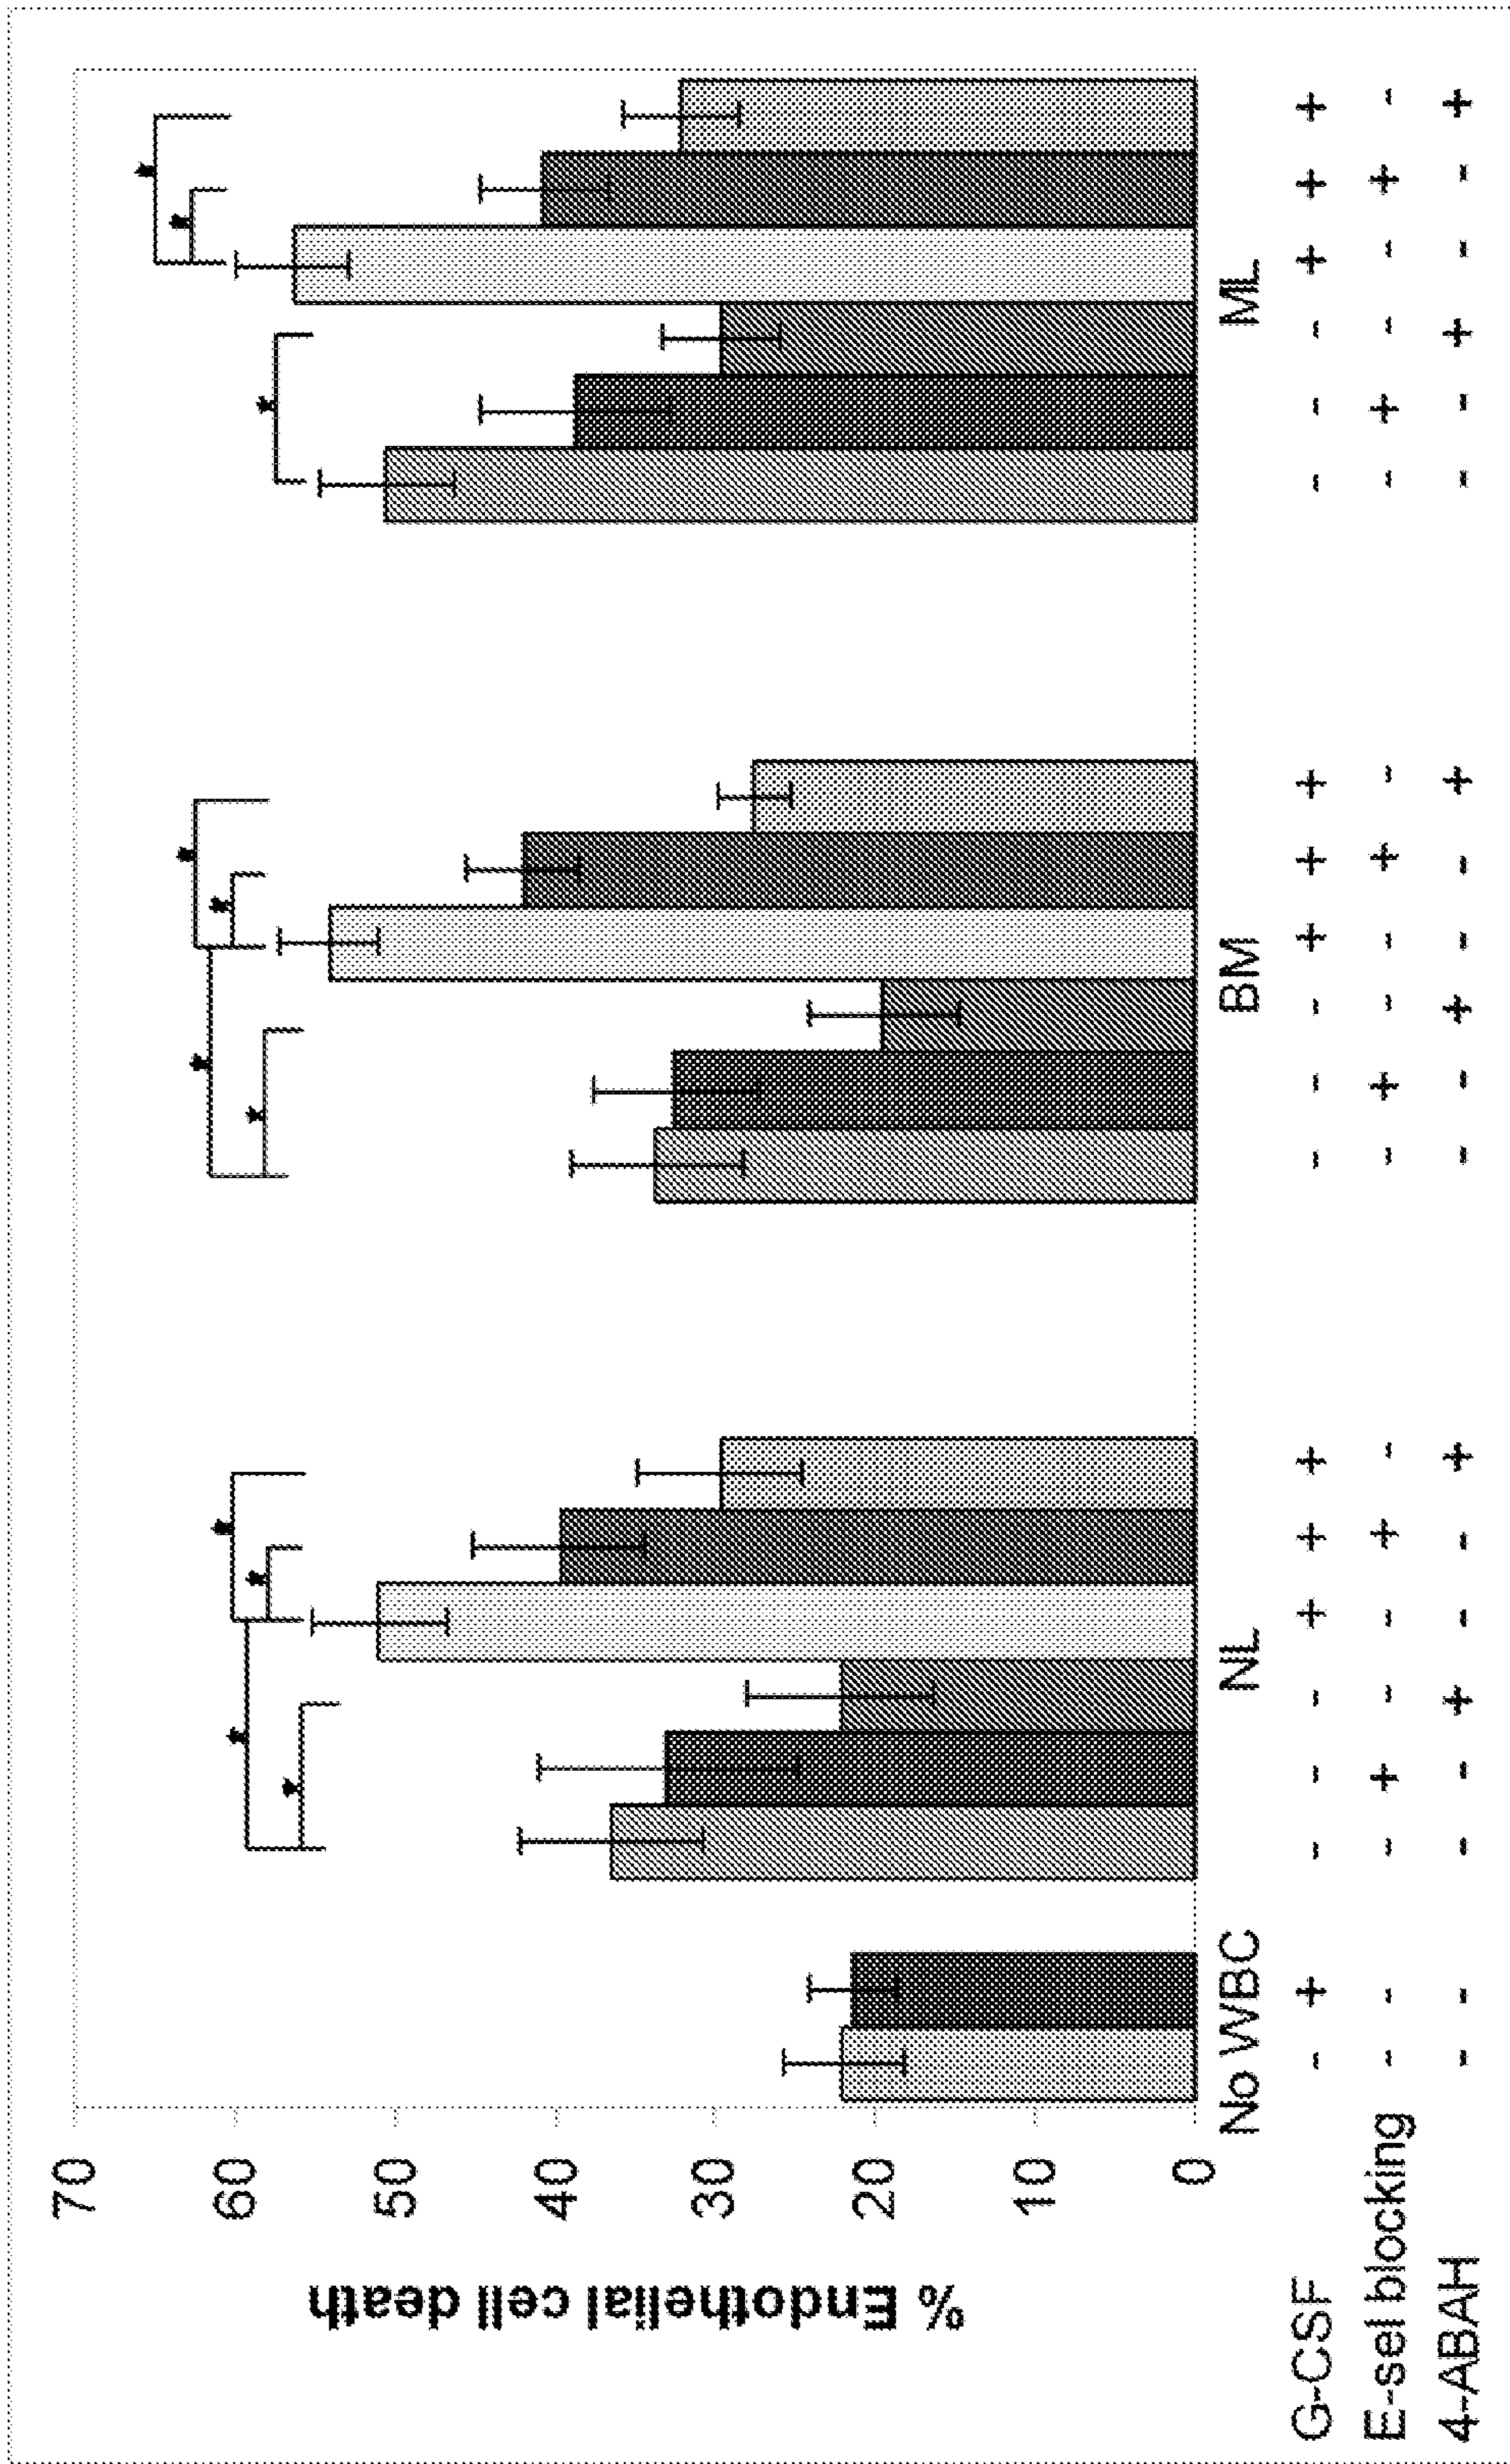 % Endothelial cell death
70
60
50
40
30
20
10
0
No WBC NL BM ML
G-CSF - + - - - + + + - - - + + + - - - + + +
E-sel blocking - - - + - - + - - + - - + - - + - - + -
4-ABAH - - - - + - - + - - + - - + - - + - - +
* * * *
* * * *
* * *